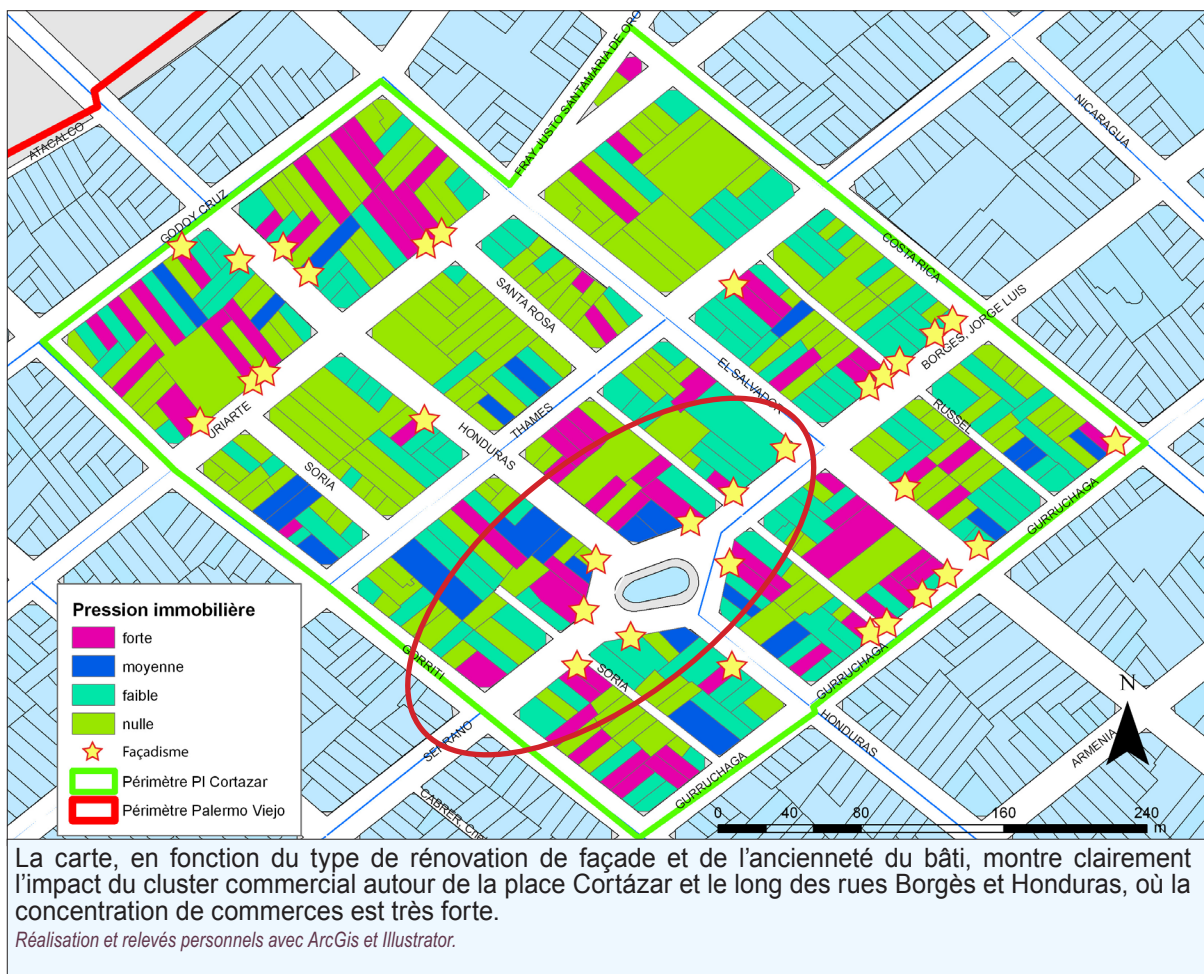 ATACALCO
FRAY JUSTO SANTAMARIA DE ORO
NICARAGUA
GODOY CRUZ
COSTA RICA
SANTA ROSA
BORGES, JORGE LUIS
EL SALVADOR
RUSSEL
THAMES
URIARTE
HONDURAS
SORIA
GURRUCHAGA
GORRITI
SORIA
GURRUCHAGA
SERRANO
HONDURAS
ARMENIA
GURRUCHAGA
N
Pression immobilière
forte
moyenne
faible
nulle
Façadisme
Périmètre Pl Cortazar
Périmètre Palermo Viejo
0 40 80 160 240
m
La carte, en fonction du type de rénovation de façade et de l'ancienneté du bâti, montre clairement
l'impact du cluster commercial autour de la place Cortázar et le long des rues Borgès et Honduras, où la
concentration de commerces est très forte.
Réalisation et relevés personnels avec ArcGis et Illustrator.